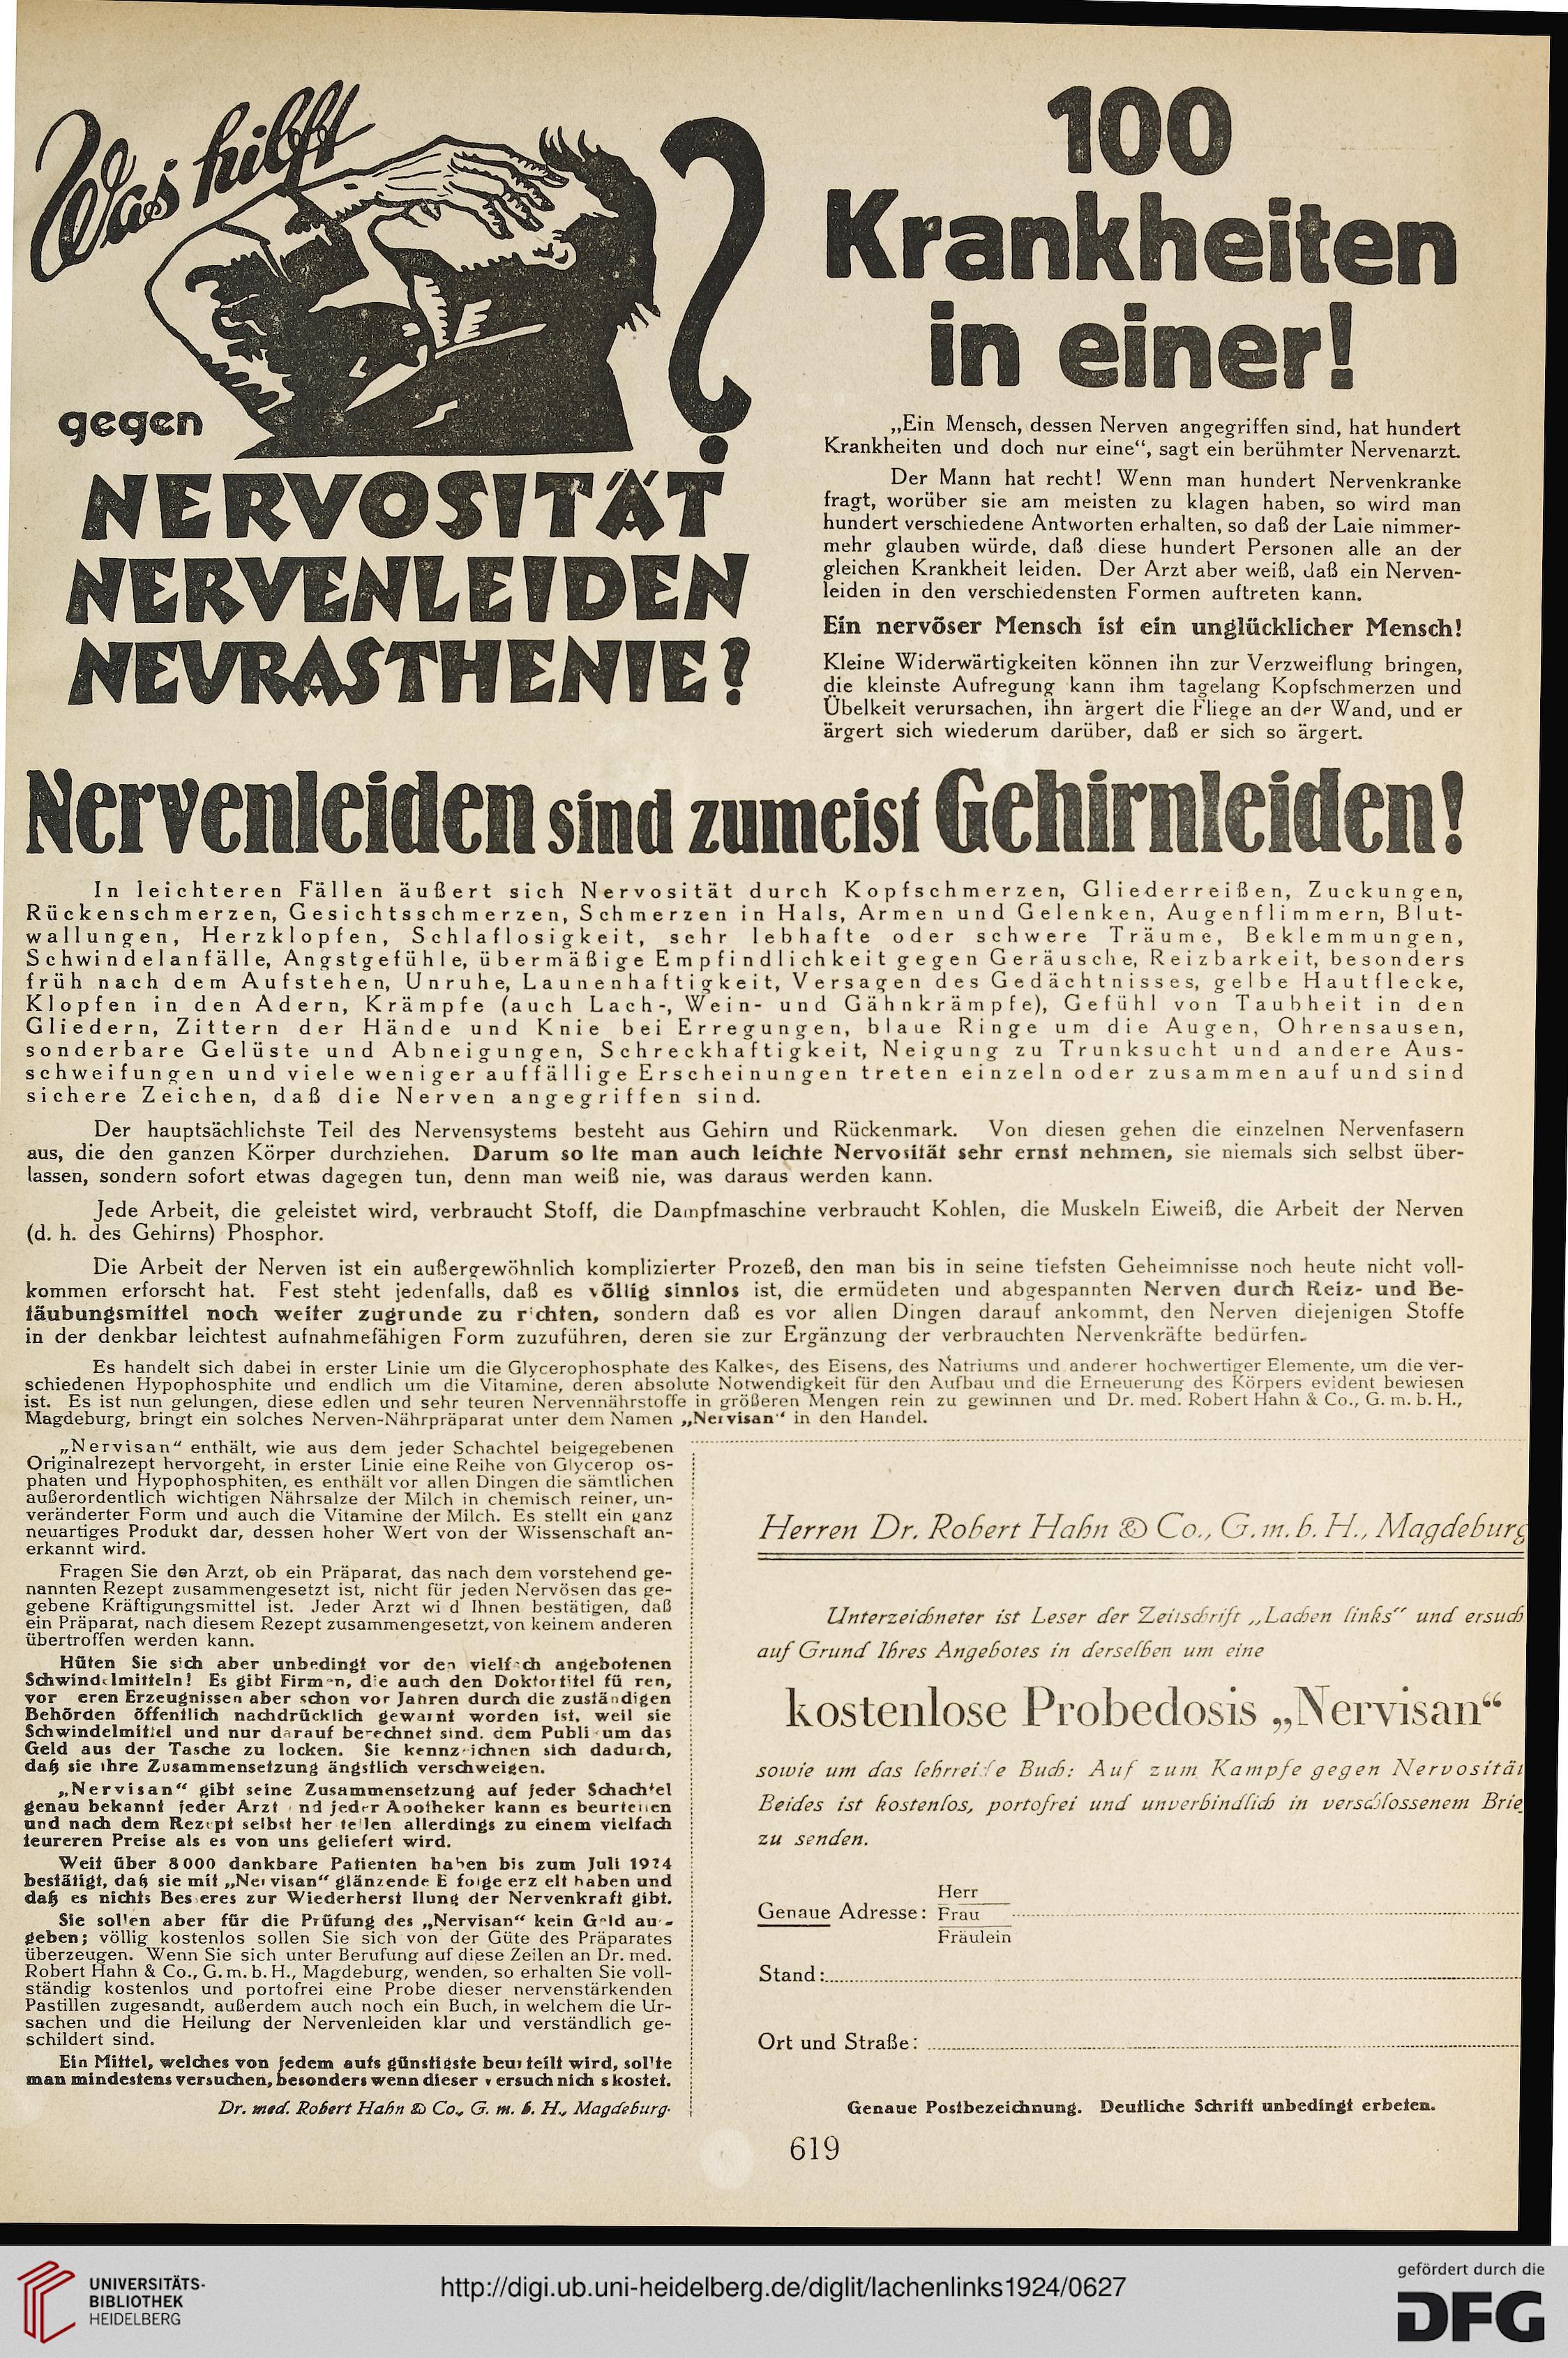 Was hilft
gegen
NERVOSITÄT
NERVENLEIDEN
NEURASTHENIE?
100
Krankheiten
in einer!
„Ein Mensch, dessen Nerven angegriffen sind, hat hundert
Krankheiten und doch nur eine“, sagt ein berühmter Nervenarzt.
Der Mann hat recht! Wenn man hundert Nervenkranke
fragt, worüber sie am meisten zu klagen haben, so wird man
hundert verschiedene Antworten erhalten, so daß der Laie nimmer-
mehr glauben würde, daß diese hundert Personen alle an der
gleichen Krankheit leiden. Der Arzt aber weiß, daß ein Nerven-
leiden in den verschiedensten Formen auftreten kann.
Ein nervöser Mensch ist ein unglücklicher Mensch!
Kleine Widerwärtigkeiten können ihn zur Verzweiflung bringen,
die kleinste Aufregung kann ihm tagelang Kopfschmerzen und
Übelkeit verursachen, ihn ärgert die Fliege an der Wand, und er
ärgert sich wiederum darüber, daß er sich so ärgert.
Nervenleiden sind zumeist Gehirnleiden!
In leichteren Fällen äußert sich Nervosität durch Kopfschmerzen, Gliederreißen, Zuckungen,
Rückenschmerzen, Gesichtsschmerzen, Schmerzen in Hals, Armen und Gelenken, Augenflimmern, Blut-
wallungen, Herzklopfen, Schlaflosigkeit, sehr lebhafte oder schwere Träume, Beklemmungen,
Schwindelanfälle, Angstgefühle, übermäßige Empfindlichkeit gegen Geräusche, Reizbarkeit, besonders
früh nach dem Aufstehen, Unruhe, Launenhaftigkeit, Versagen des Gedächtnisses, gelbe Hautflecke,
Klopfen in den Adern, Krämpfe (auch Lach-, Wein- und Gähnkrämpfe), Gefühl von Taubheit in den
Gliedern, Zittern der Hände und Knie bei Erregungen, blaue Ringe um die Augen, Ohrensausen,
sonderbare Gelüste und Abneigungen, Schreckhaftigkeit, Neigung zu Trunksucht und andere Aus-
schweifungen und viele weniger auffällige Erscheinungen treten einzeln oder zusammen auf und sind
sichere Zeichen, daß die Nerven angegriffen sind.
Der hauptsächlichste Teil des Nervensystems besteht aus Gehirn und Rückenmark. Von diesen gehen die einzelnen Nervenfasern
aus, die den ganzen Körper durchziehen. Darum so lte man auch leichte Nervosität sehr ernst nehmen, sie niemals sich selbst über-
lassen, sondern sofort etwas dagegen tun, denn man weiß nie, was daraus werden kann.
Jede Arbeit, die geleistet wird, verbraucht Stoff, die Dampfmaschine verbraucht Kohlen, die Muskeln Eiweiß, die Arbeit der Nerven
(d. h. des Gehirns) Phosphor.
Die Arbeit der Nerven ist ein außergewöhnlich komplizierter Prozeß, den man bis in seine tiefsten Geheimnisse noch heute nicht voll-
kommen erforscht hat. Fest steht jedenfalls, daß es völlig sinnlos ist, die ermüdeten und abgespannten Nerven durch Reiz- und Be-
täubungsmittel noch weiter zugrunde zu richten, sondern daß es vor allen Dingen darauf ankommt, den Nerven diejenigen Stoffe
in der denkbar leichtest aufnahmefähigen Form zuzuführen, deren sie zur Ergänzung der verbrauchten Nervenkräfte bedürfen.
Es handelt sich dabei in erster Linie um die Glycerophosphate des Kalkes, des Eisens, des Natriums und anderer hochwertiger Elemente, um die ver-
schiedenen Hypophosphite und endlich um die Vitamine, deren absolute Notwendigkeit für den Aufbau und die Erneuerung des Körpers evident bewiesen
ist. Es ist nun gelungen, diese edlen und sehr teuren Nervennährstoffe in größeren Mengen rein zu gewinnen und Dr. med. Robert Hahn & Co., G. m. b. H.,
Magdeburg, bringt ein solches Nerven-Nährpräparat unter dem Namen „Nervisan“ in den Handel.
„Nervisan“ enthält, wie aus dem jeder Schachtel beigegebenen
Originalrezept hervorgeht, in erster Linie eine Reihe von Glycerop os-
phaten und Hypophosphiten, es enthält vor allen Dingen die sämtlichen
außerordentlich wichtigen Nährsalze der Milch in chemisch reiner, un-
veränderter Form und auch die Vitamine der Milch. Es stellt ein ganz
neuartiges Produkt dar, dessen hoher Wert von der Wissenschaft an-
erkannt wird.
Fragen Sie den Arzt, ob ein Präparat, das nach dem vorstehend ge-
nannten Rezept zusammengesetzt ist, nicht für jeden Nervösen das ge-
gebene Kräftigungsmittel ist. Jeder Arzt wi d Ihnen bestätigen, daß
ein Präparat, nach diesem Rezept zusammengesetzt, von keinem anderen
übertroffen werden kann.
Hüten Sie sich aber unbedingt vor den vielfach angebotenen
Schwindelmitteln! Es gibt Firmen, die auch den Doktortitel fü ren,
vor eren Erzeugnissen aber schon vor Jahren durch die zuständigen
Behörden öffentlich nachdrücklich gewarnt worden ist, weil sie
Schwindelmittel und nur darauf berechnet sind, dem Publi um das
Geld aus der Tasche zu locken. Sie kennzeichnen sich dadurch,
daß sie ihre Zusammensetzung ängstlich verschweigen.
„Nervisan“ gibt seine Zusammensetzung auf jeder Schachtel
genau bekannt jeder Arzt nd jeder Apotheker kann es beurteilen
und nach dem Rezept selbst her te len allerdings zu einem vielfach
teureren Preise als es von uns geliefert wird.
Weit über 8000 dankbare Patienten haben bis zum Juli 1924
bestätigt, daß sie mit „Nervisan“ glänzende E folge erz elt haben und
daß es nichts Bes eres zur Wiederherst llung der Nervenkraft gibt.
Sie sollen aber für die Prüfung des „Nervisan“ kein Geld au -
geben; völlig kostenlos sollen Sie sich von der Güte des Präparates
überzeugen. Wenn Sie sich unter Berufung auf diese Zeilen an Dr. med.
Robert Hahn & Co., G. m. b. H., Magdeburg, wenden, so erhalten Sie voll-
ständig kostenlos und portofrei eine Probe dieser nervenstärkenden
Pastillen zugesandt, außerdem auch noch ein Buch, in welchem die Ur-
sachen und die Heilung der Nervenleiden klar und verständlich ge-
schildert sind.
Ein Mittel, welches von jedem aufs günstigste beurteilt wird, sollte
man mindestens versuchen, besonders wenn dieser versuch nich s kostet.
Dr. med. Robert Hahn & Co., G. m. b. H., Magdeburg.
Herren Dr. Robert Hahn & Co., G. m. b. H., Magdeburg
Unterzeichneter ist Leser der Zeitschrift „Lachen links“ und ersuch
auf Grund Ihres Angebotes in derselben um eine
kostenlose Probedosis „Nervisan“
sowie um das lehrreiche Buch: Auf zum Kampfe gegen Nervosität
Beides ist kostenlos, portofrei und unverbindlich in verschlossenem Brie
zu senden.
Herr
Genaue Adresse: Frau
Fräulein
Stand:
Ort und Straße:
Genaue Postbezeichnung. Deutliche Schrift unbedingt erbeten.
619
UNIVERSITÄTS-
BIBLIOTHEK
HEIDELBERG
http://digi.ub.uni-heidelberg.de/diglit/lachenlinks1924/0627
gefördert durch die
DFG